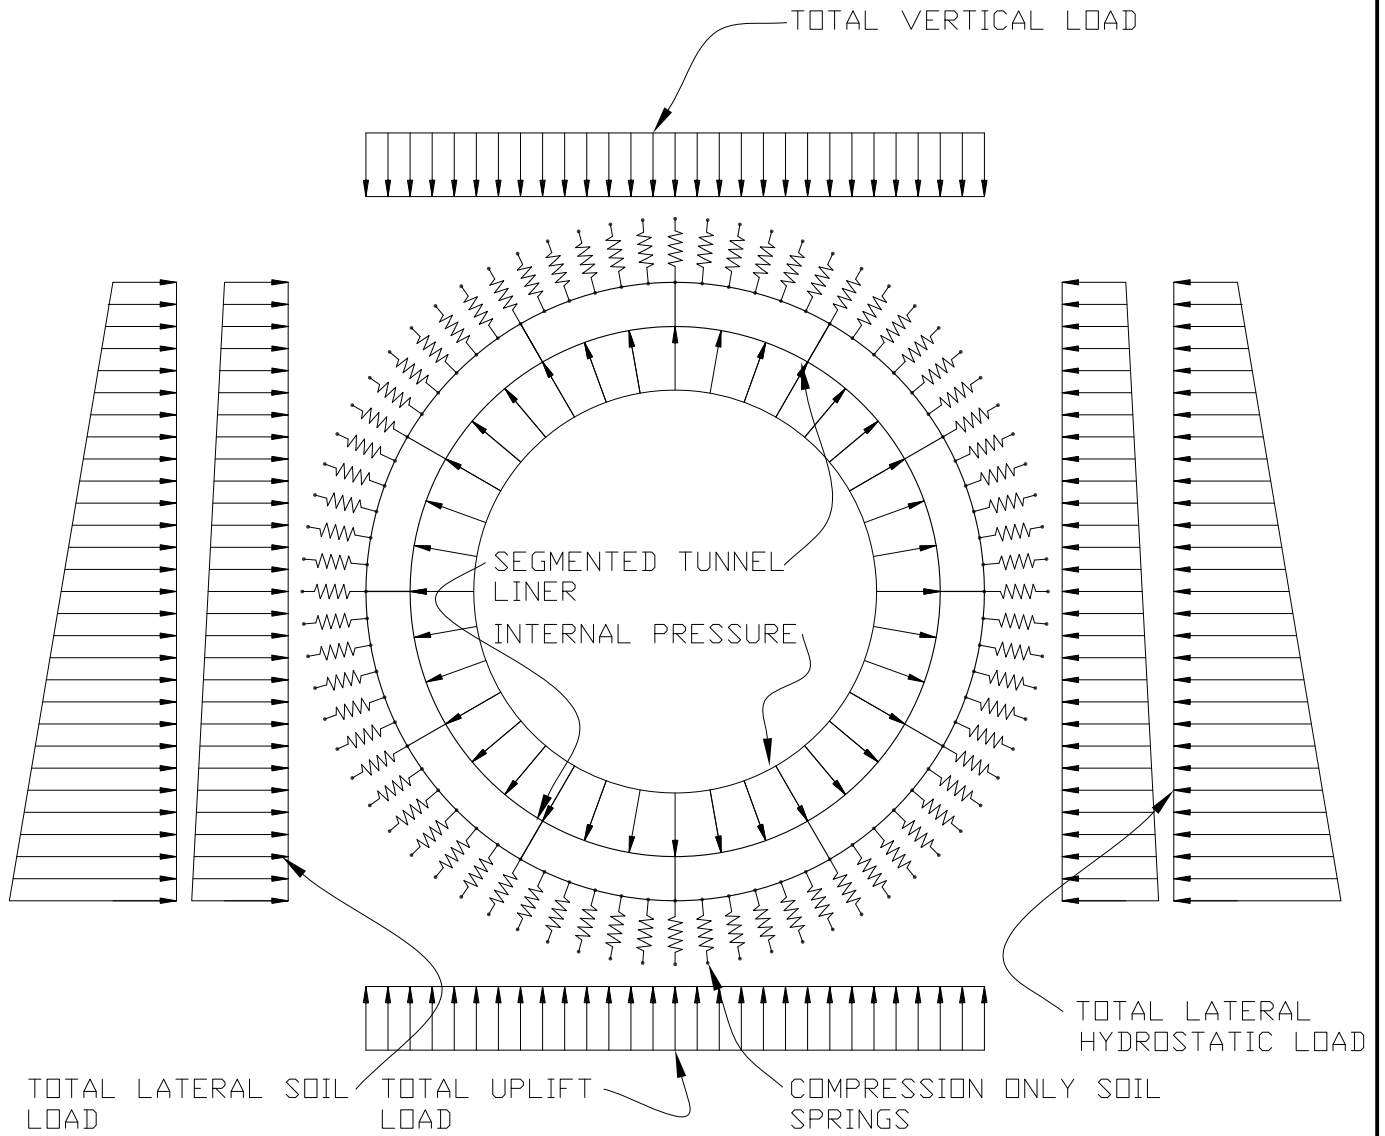 TOTAL VERTICAL LOAD
SEGMENTED TUNNEL
LINER
INTERNAL PRESSURE
TOTAL LATERAL
HYDROSTATIC LOAD
TOTAL LATERAL SOIL
LOAD
TOTAL UPLIFT
LOAD
COMPRESSION ONLY SOIL
SPRINGS